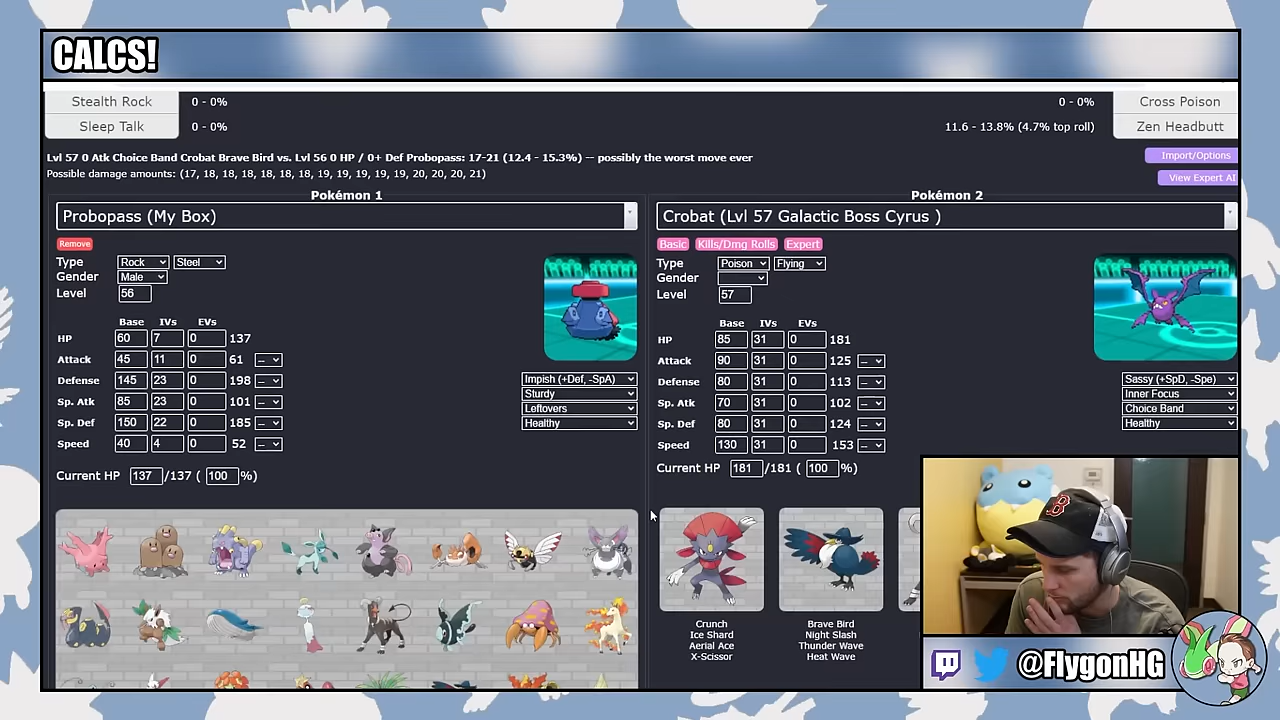 CALCS!
Stealth Rock 0 - 0% 0 - 0% Cross Poison
Sleep Talk 0 - 0% 11.6 - 13.8% (4.7% top roll) Zen Headbutt
Lvl 57 0 Atk Choice Band Crobat Brave Bird vs. Lvl 56 0 HP / 0+ Def Probopass: 17-21 (12.4 - 15.3%) -- possibly the worst move ever
Import/Options
Possible damage amounts: (17, 18, 18, 18, 18, 18, 18, 19, 19, 19, 19, 19, 20, 20, 20, 21)
View Expert AI
Pokémon 1
Probopass (My Box)
Remove
Type Rock Steel
Gender Male
Level 56
Base IVs EVs
HP 60 7 0 137
Attack 45 11 0 61 --
Defense 145 23 0 198 --
Sp. Atk 85 23 0 101 --
Sp. Def 150 22 0 185 --
Speed 40 4 0 52 --
Impish (+Def, -SpA)
Sturdy
Leftovers
Healthy
Current HP 137 /137 ( 100 %)
Pokémon 2
Crobat (Lvl 57 Galactic Boss Cyrus )
Basic Kills/Dmg Rolls Expert
Type Poison Flying
Gender
Level 57
Base IVs EVs
HP 85 31 0 181
Attack 90 31 0 125 --
Defense 80 31 0 113 --
Sp. Atk 70 31 0 102 --
Sp. Def 80 31 0 124 --
Speed 130 31 0 153 --
Sassy (+SpD, -Spe)
Inner Focus
Choice Band
Healthy
Current HP 181 /181 ( 100 %)
Crunch
Ice Shard
Aerial Ace
X-Scissor
Brave Bird
Night Slash
Thunder Wave
Heat Wave
@FlygonHG